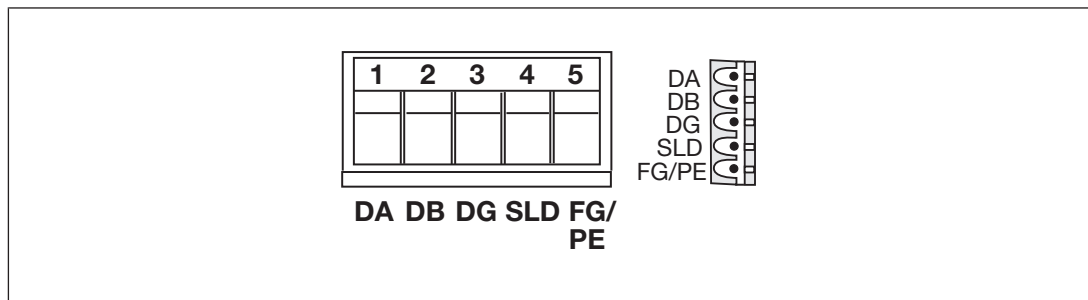 1 2 3 4 5
DA DB DG SLD FG/
PE
DA
DB
DG
SLD
FG/PE